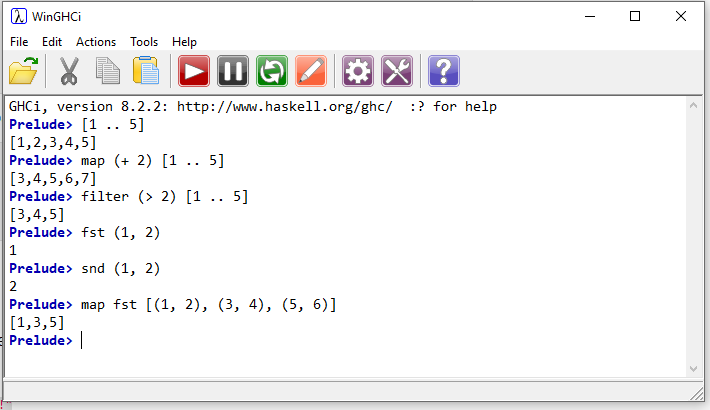 WinGHCi
File Edit Actions Tools Help
GHCi, version 8.2.2: http://www.haskell.org/ghc/  :? for help
Prelude> [1 .. 5]
[1,2,3,4,5]
Prelude> map (+ 2) [1 .. 5]
[3,4,5,6,7]
Prelude> filter (> 2) [1 .. 5]
[3,4,5]
Prelude> fst (1, 2)
1
Prelude> snd (1, 2)
2
Prelude> map fst [(1, 2), (3, 4), (5, 6)]
[1,3,5]
Prelude>